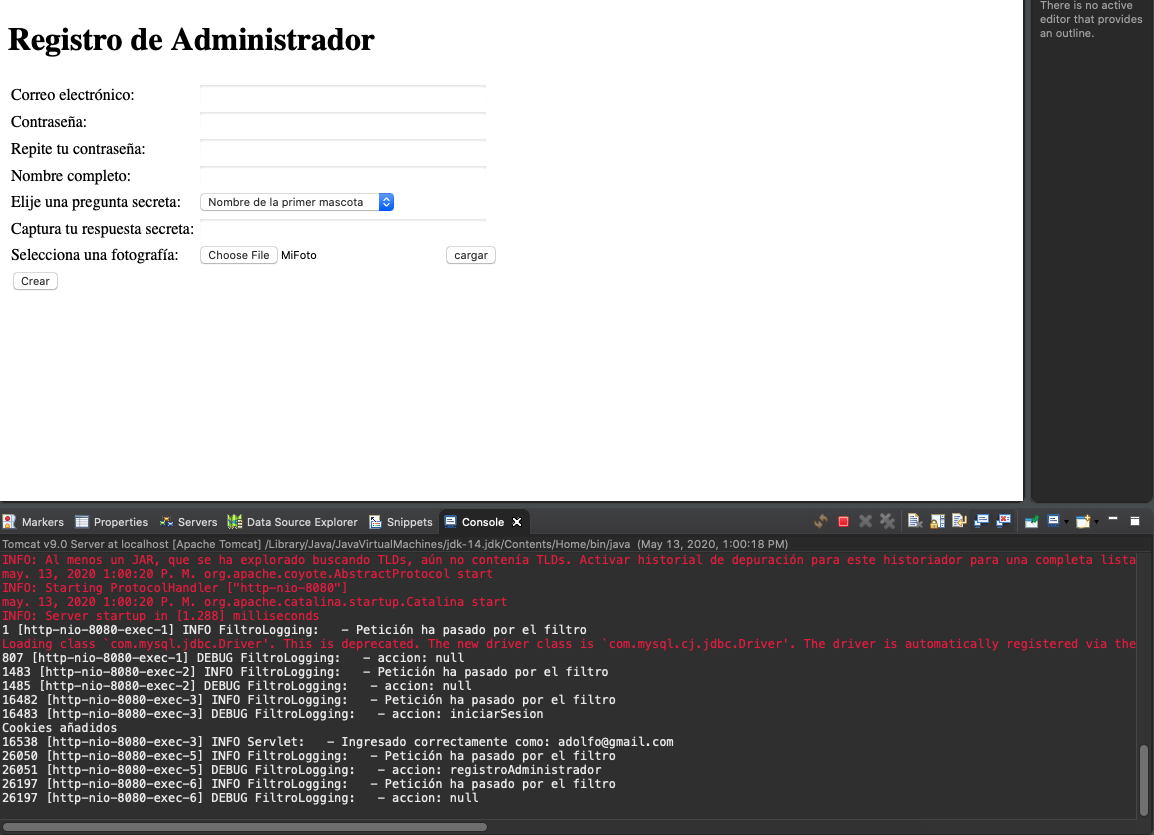 There is no active
editor that provides
an outline.
Registro de Administrador
Correo electrónico:
Contraseña:
Repite tu contraseña:
Nombre completo:
Elije una pregunta secreta: Nombre de la primer mascota
Captura tu respuesta secreta:
Selecciona una fotografía: Choose File MiFoto cargar
Crear
Markers Properties Servers Data Source Explorer Snippets Console
Tomcat v9.0 Server at localhost [Apache Tomcat] /Library/Java/JavaVirtualMachines/jdk-14.jdk/Contents/Home/bin/java (May 13, 2020, 1:00:18 PM)
INFO: Al menos un JAR, que se ha explorado buscando TLDs, aún no contenía TLDs. Activar historial de depuración para este historiador para una completa lista
may. 13, 2020 1:00:20 P. M. org.apache.coyote.AbstractProtocol start
INFO: Starting ProtocolHandler ["http-nio-8080"]
may. 13, 2020 1:00:20 P. M. org.apache.catalina.startup.Catalina start
INFO: Server startup in [1.288] milliseconds
1 [http-nio-8080-exec-1] INFO FiltroLogging:   – Petición ha pasado por el filtro
Loading class `com.mysql.jdbc.Driver'. This is deprecated. The new driver class is `com.mysql.cj.jdbc.Driver'. The driver is automatically registered via the
807 [http-nio-8080-exec-1] DEBUG FiltroLogging:   – accion: null
1483 [http-nio-8080-exec-2] INFO FiltroLogging:   – Petición ha pasado por el filtro
1485 [http-nio-8080-exec-2] DEBUG FiltroLogging:   – accion: null
16482 [http-nio-8080-exec-3] INFO FiltroLogging:   – Petición ha pasado por el filtro
16483 [http-nio-8080-exec-3] DEBUG FiltroLogging:   – accion: iniciarSesion
Cookies añadidos
16538 [http-nio-8080-exec-3] INFO Servlet:   – Ingresado correctamente como: adolfo@gmail.com
26050 [http-nio-8080-exec-5] INFO FiltroLogging:   – Petición ha pasado por el filtro
26051 [http-nio-8080-exec-5] DEBUG FiltroLogging:   – accion: registroAdministrador
26197 [http-nio-8080-exec-6] INFO FiltroLogging:   – Petición ha pasado por el filtro
26197 [http-nio-8080-exec-6] DEBUG FiltroLogging:   – accion: null